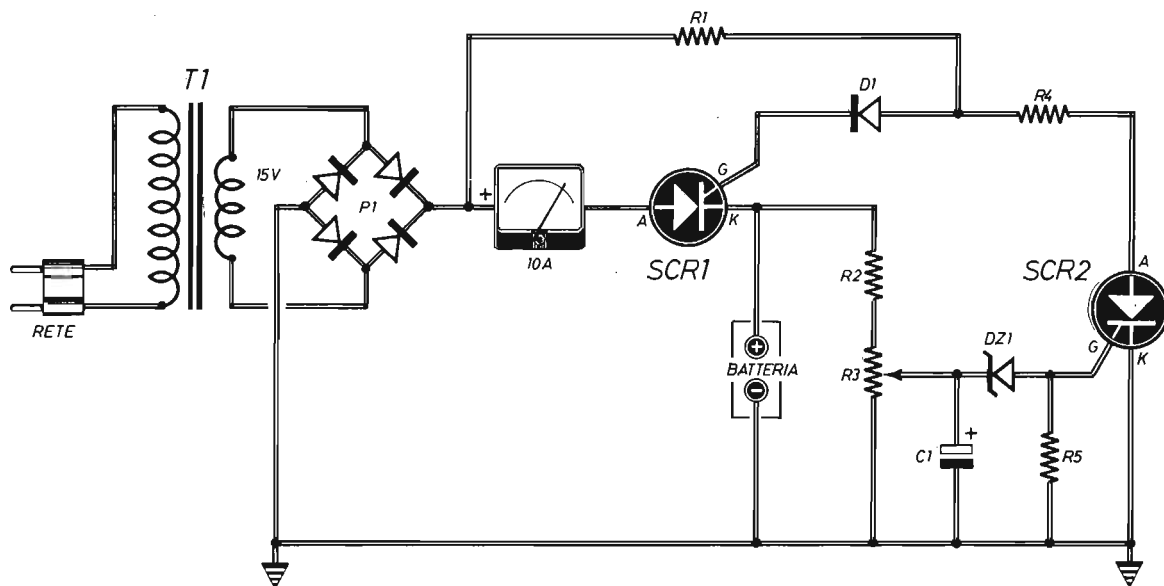 R1
T1
D1
R4
15V
P1
+
G
A
K
10A
SCR1
R2
SCR2
A
G
K
RETE
+
BATTERIA
−
R3
DZ1
+
C1
R5